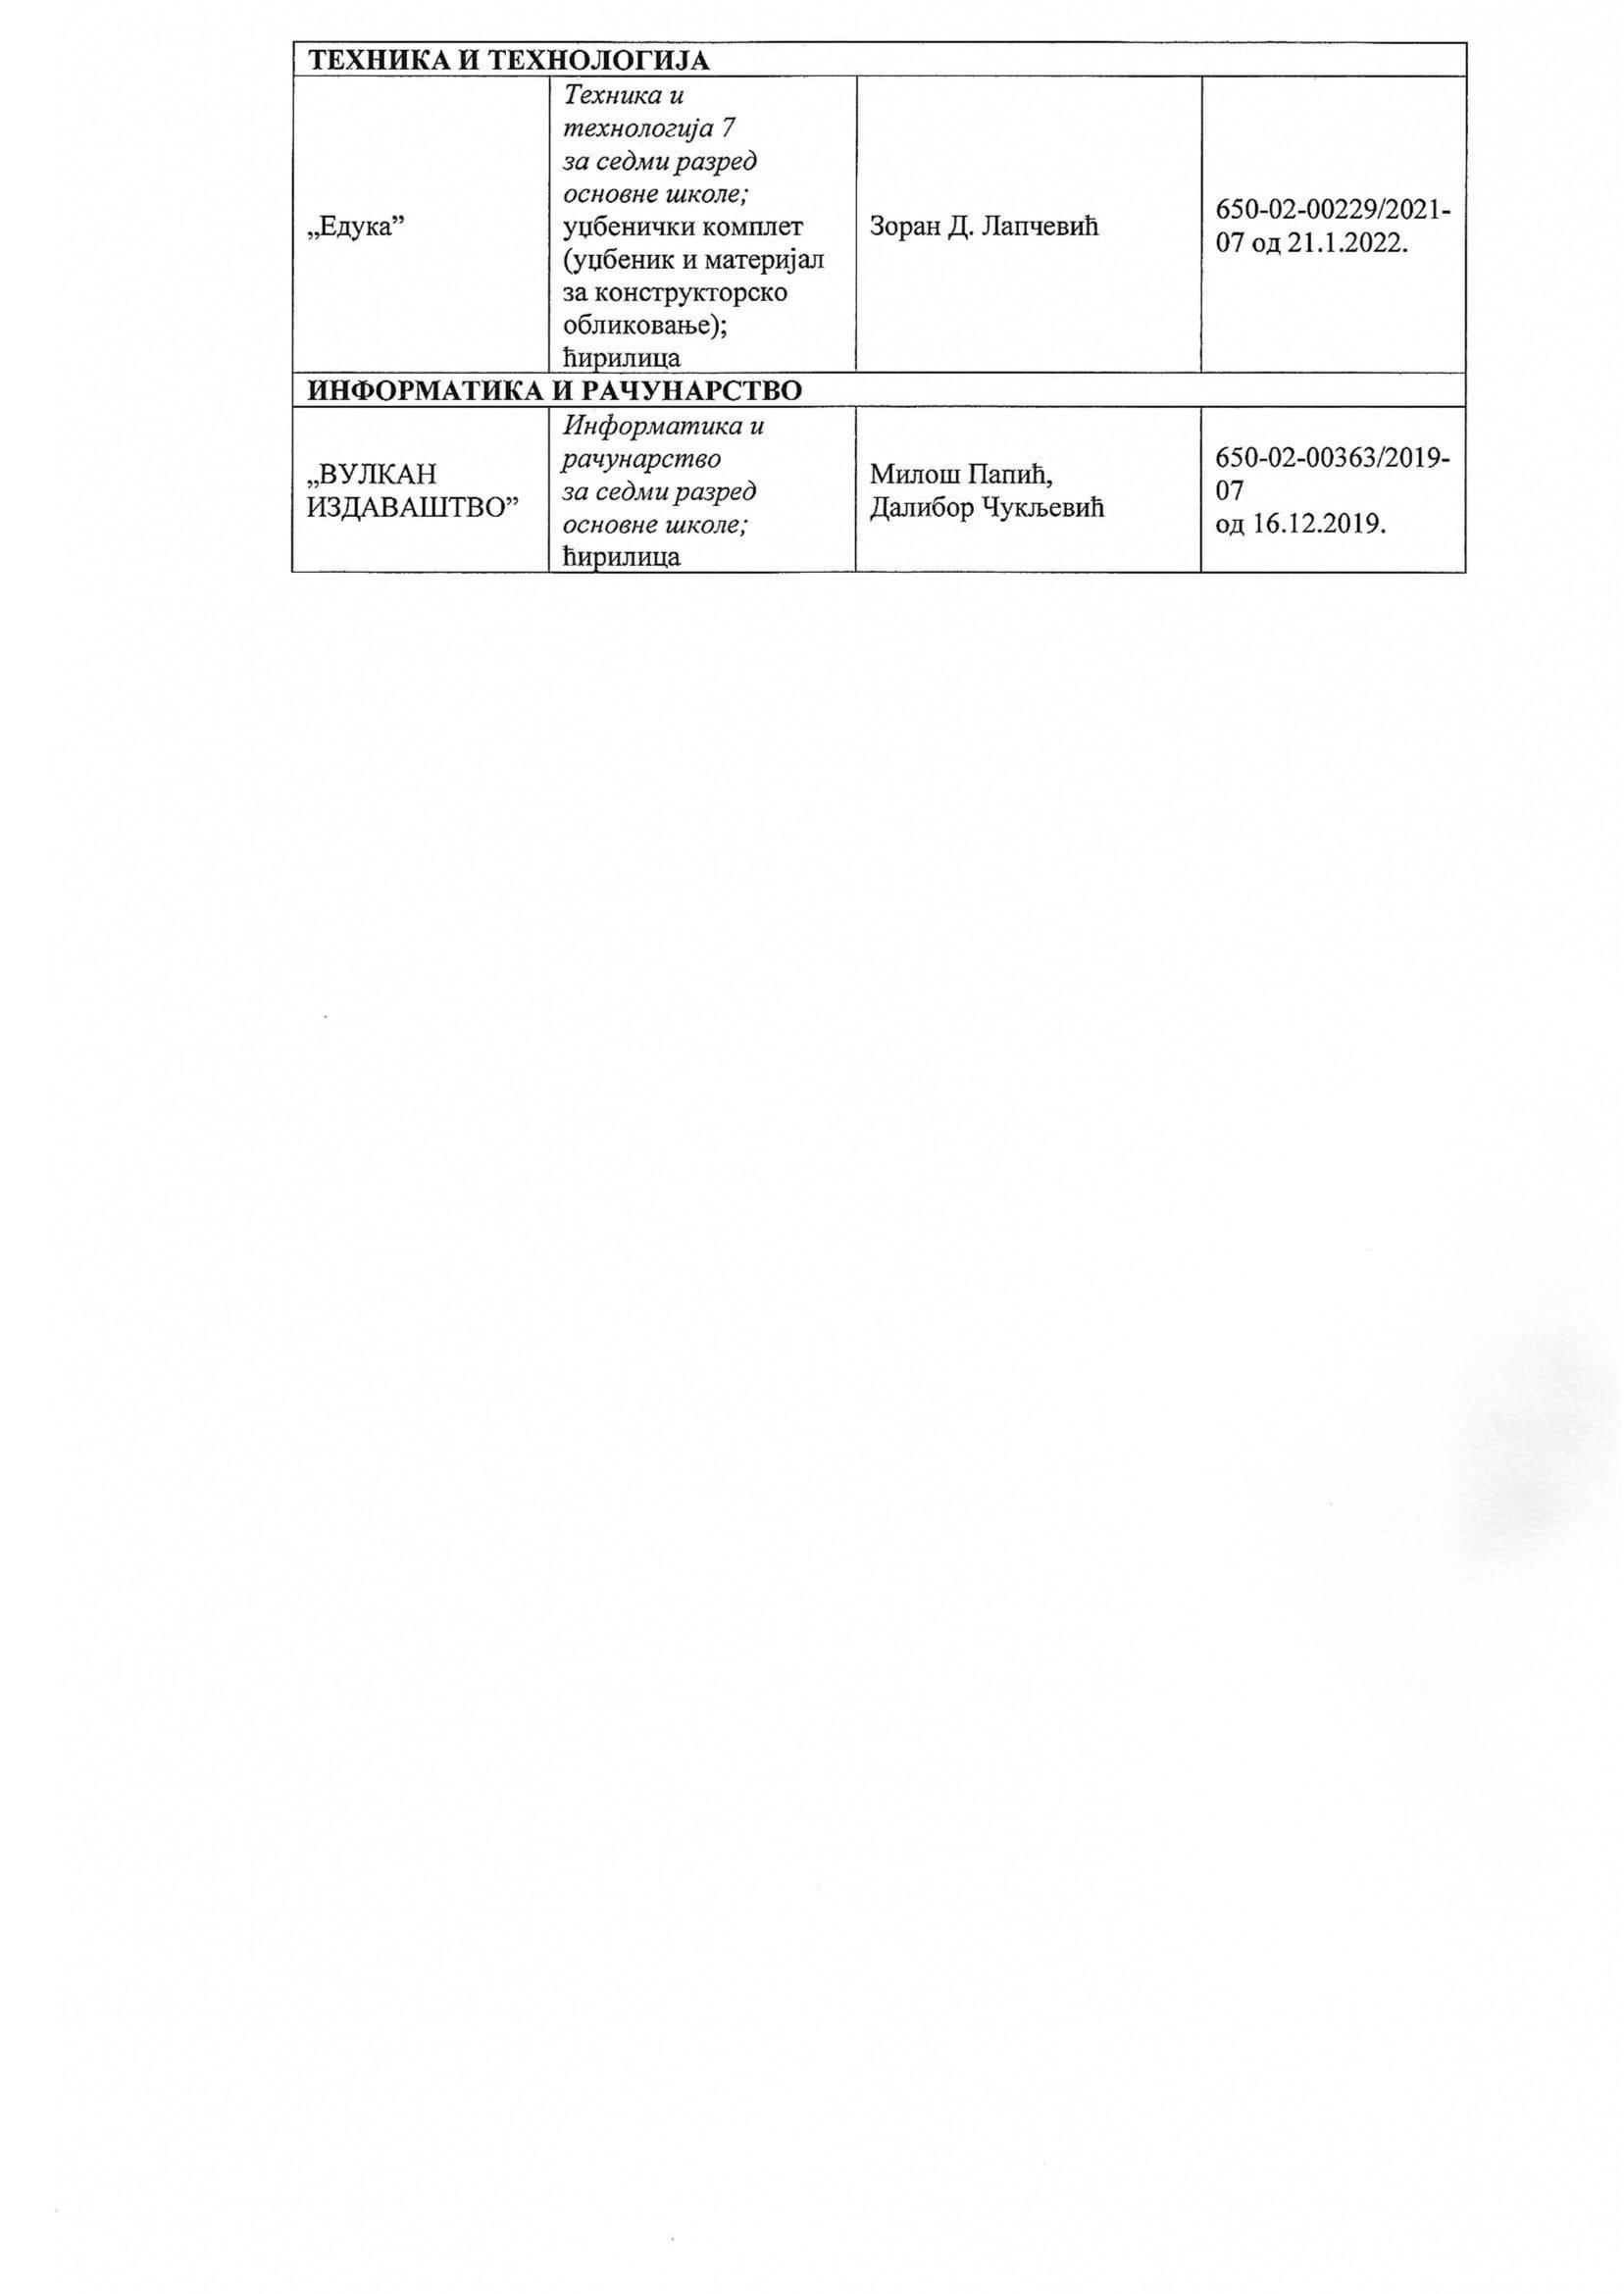 ТЕХНИКА И ТЕХНОЛОГИЈА
„Едука”
Техника и
технологија 7
за седми разред
основне школе;
уџбенички комплет
(уџбеник и материјал
за конструкторско
обликовање);
ћирилица
Зоран Д. Лапчевић
650-02-00229/2021-
07 од 21.1.2022.
ИНФОРМАТИКА И РАЧУНАРСТВО
„ВУЛКАН
ИЗДАВАШТВО”
Информатика и
рачунарство
за седми разред
основне школе;
ћирилица
Милош Папић,
Далибор Чукљевић
650-02-00363/2019-
07
од 16.12.2019.